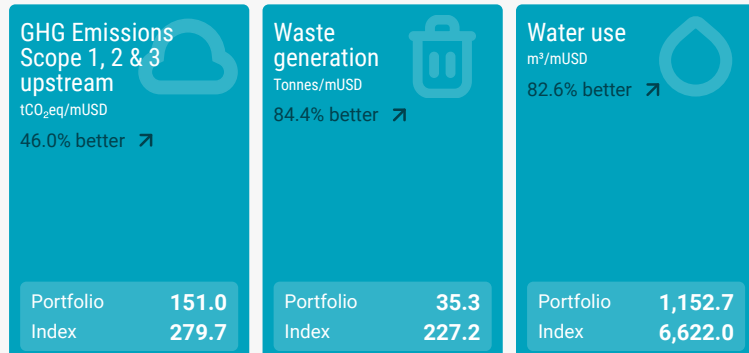 GHG Emissions
Scope 1, 2 & 3
upstream
tCO₂eq/mUSD
46.0% better
Portfolio 151.0
Index 279.7
Waste
generation
Tonnes/mUSD
84.4% better
Portfolio 35.3
Index 227.2
Water use
m³/mUSD
82.6% better
Portfolio 1,152.7
Index 6,622.0